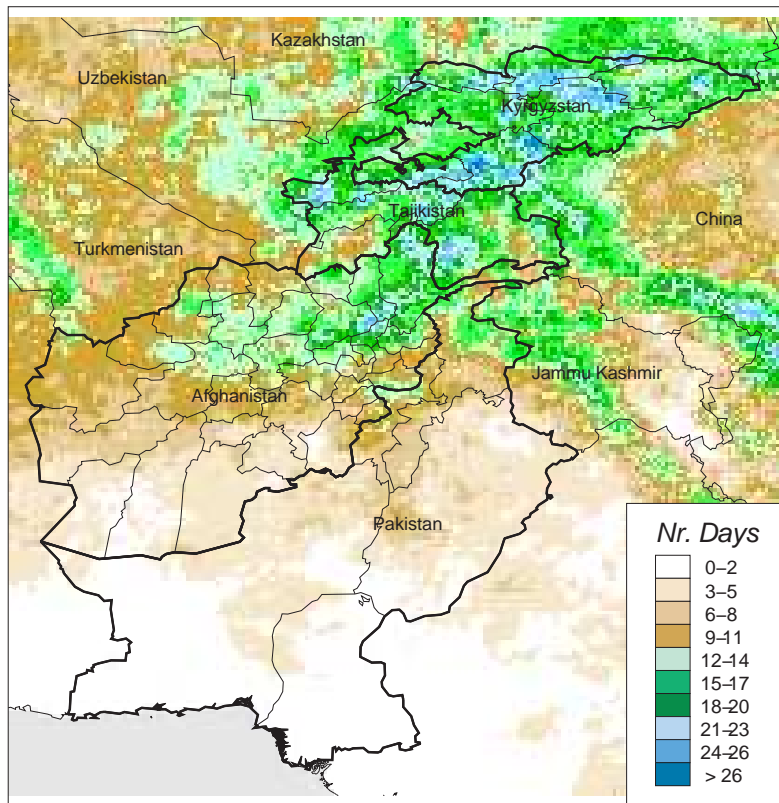 Kazakhstan
Uzbekistan
Kyrgyzstan
Tajikistan
China
Turkmenistan
Jammu Kashmir
Afghanistan
Pakistan
Nr. Days
0–2
3–5
6–8
9–11
12–14
15–17
18–20
21–23
24–26
> 26